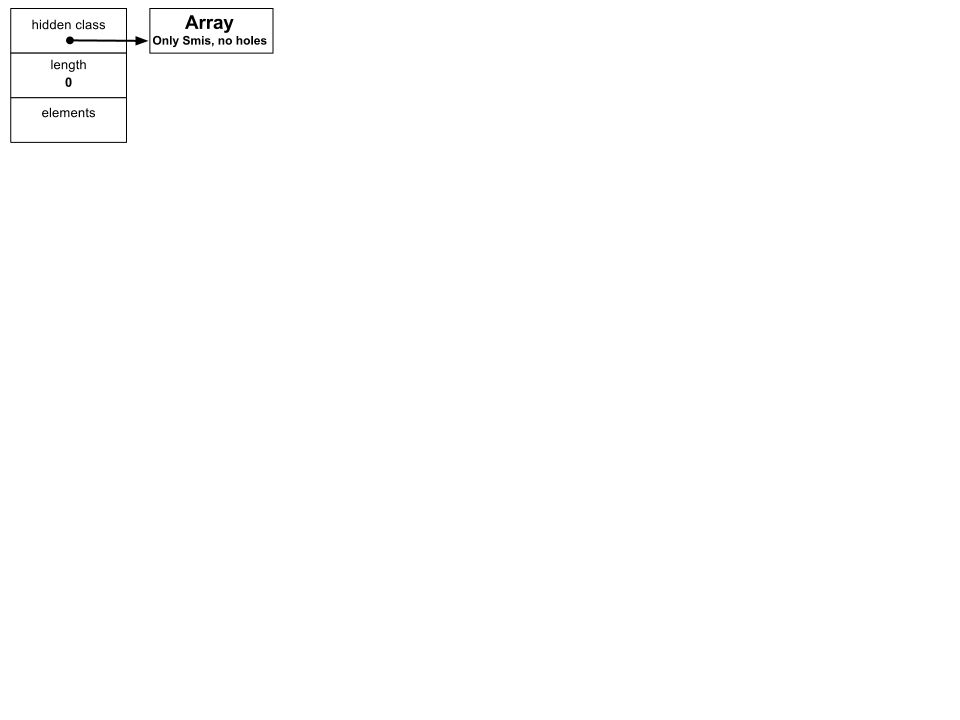 hidden class
Array
Only Smis, no holes
length
0
elements